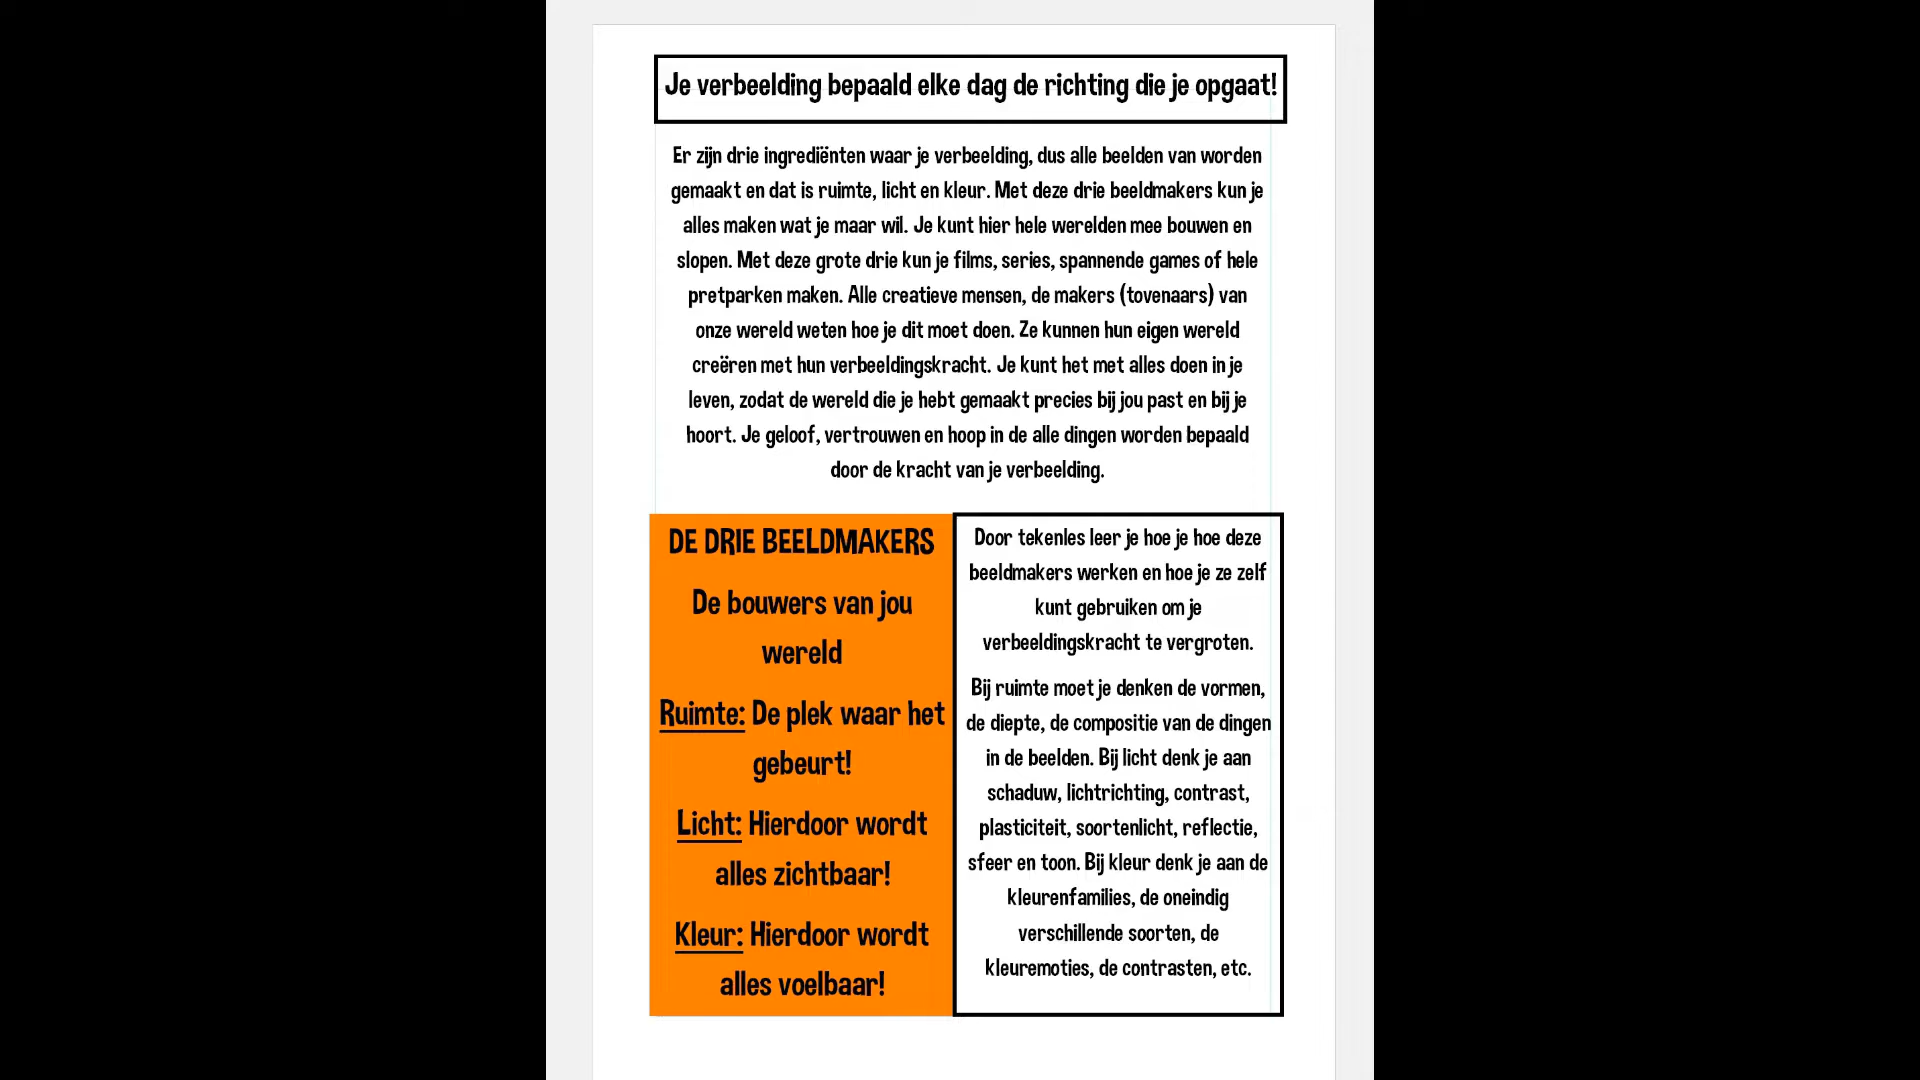 Je verbeelding bepaald elke dag de richting die je opgaat!
Er zijn drie ingrediënten waar je verbeelding, dus alle beelden van worden
gemaakt en dat is ruimte, licht en kleur. Met deze drie beeldmakers kun je
alles maken wat je maar wil. Je kunt hier hele werelden mee bouwen en
slopen. Met deze grote drie kun je films, series, spannende games of hele
pretparken maken. Alle creatieve mensen, de makers (tovenaars) van
onze wereld weten hoe je dit moet doen. Ze kunnen hun eigen wereld
creëren met hun verbeeldingskracht. Je kunt het met alles doen in je
leven, zodat de wereld die je hebt gemaakt precies bij jou past en bij je
hoort. Je geloof, vertrouwen en hoop in de alle dingen worden bepaald
door de kracht van je verbeelding.
DE DRIE BEELDMAKERS
De bouwers van jou
wereld
Ruimte: De plek waar het
gebeurt!
Licht: Hierdoor wordt
alles zichtbaar!
Kleur: Hierdoor wordt
alles voelbaar!
Door tekenles leer je hoe je hoe deze
beeldmakers werken en hoe je ze zelf
kunt gebruiken om je
verbeeldingskracht te vergroten.
Bij ruimte moet je denken de vormen,
de diepte, de compositie van de dingen
in de beelden. Bij licht denk je aan
schaduw, lichtrichting, contrast,
plasticiteit, soortenlicht, reflectie,
sfeer en toon. Bij kleur denk je aan de
kleurenfamilies, de oneindig
verschillende soorten, de
kleuremoties, de contrasten, etc.